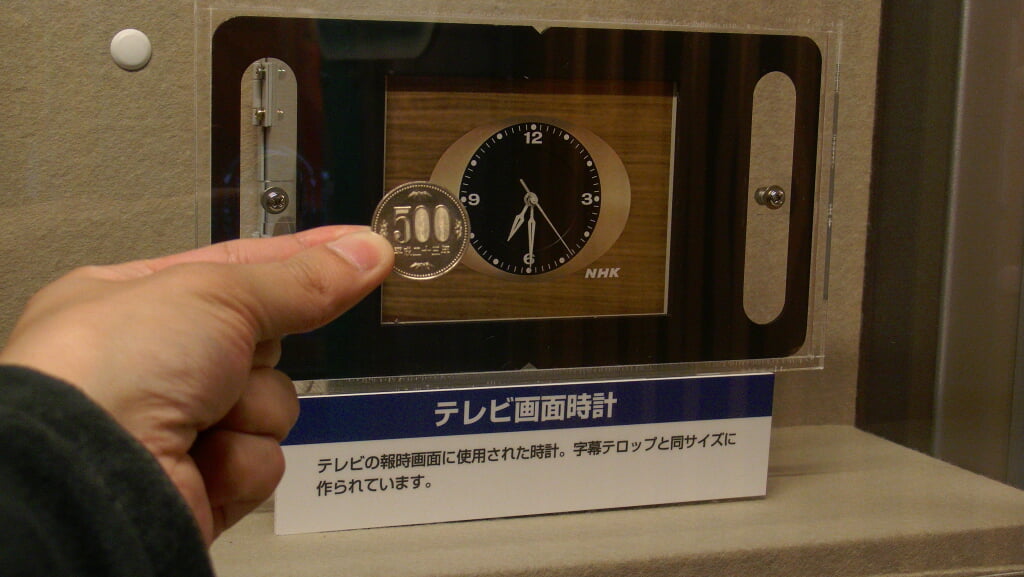 12
9
3
6
500
NHK
テレビ画面時計
テレビの報時画面に使用された時計。字幕テロップと同サイズに
作られています。